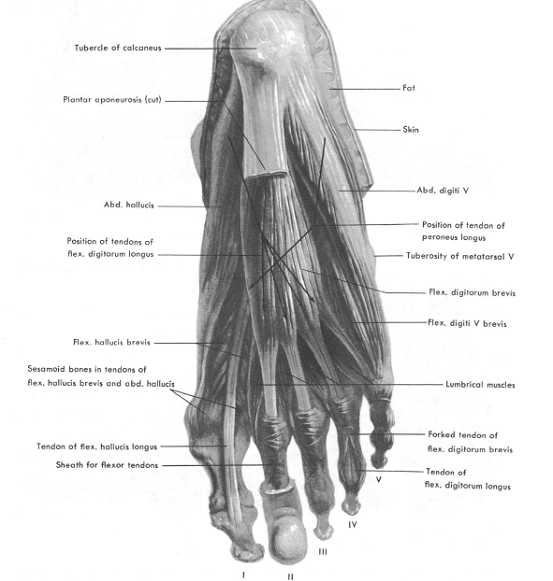 Tubercle of calcaneus
Plantar aponeurosis (cut)
Abd. hallucis
Position of tendons of
flex. digitorum longus
Flex. hallucis brevis
Sesamoid bones in tendons of
flex. hallucis brevis and abd. hallucis
Tendon of flex. hallucis longus
Sheath for flexor tendons
Fat
Skin
Abd. digiti V
Position of tendon of
peroneus longus
Tuberosity of metatarsal V
Flex. digitorum brevis
Flex. digiti V brevis
Lumbrical muscles
Forked tendon of
flex. digitorum brevis
Tendon of
flex. digitorum longus
I
II
III
IV
V